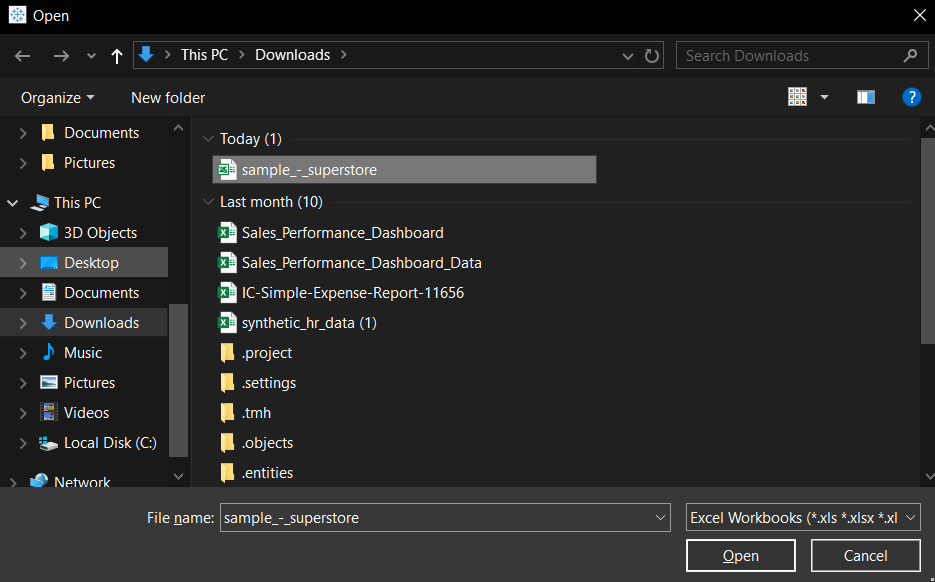 Open
This PC Downloads
Search Downloads
Organize
New folder
?
Documents
Pictures
This PC
3D Objects
Desktop
Documents
Downloads
Music
Pictures
Videos
Local Disk (C:)
Network
Today (1)
sample_-_superstore
Last month (10)
Sales_Performance_Dashboard
Sales_Performance_Dashboard_Data
IC-Simple-Expense-Report-11656
synthetic_hr_data (1)
.project
.settings
.tmh
.objects
.entities
File name: sample_-_superstore
Excel Workbooks (*.xls *.xlsx *.xl
Open
Cancel